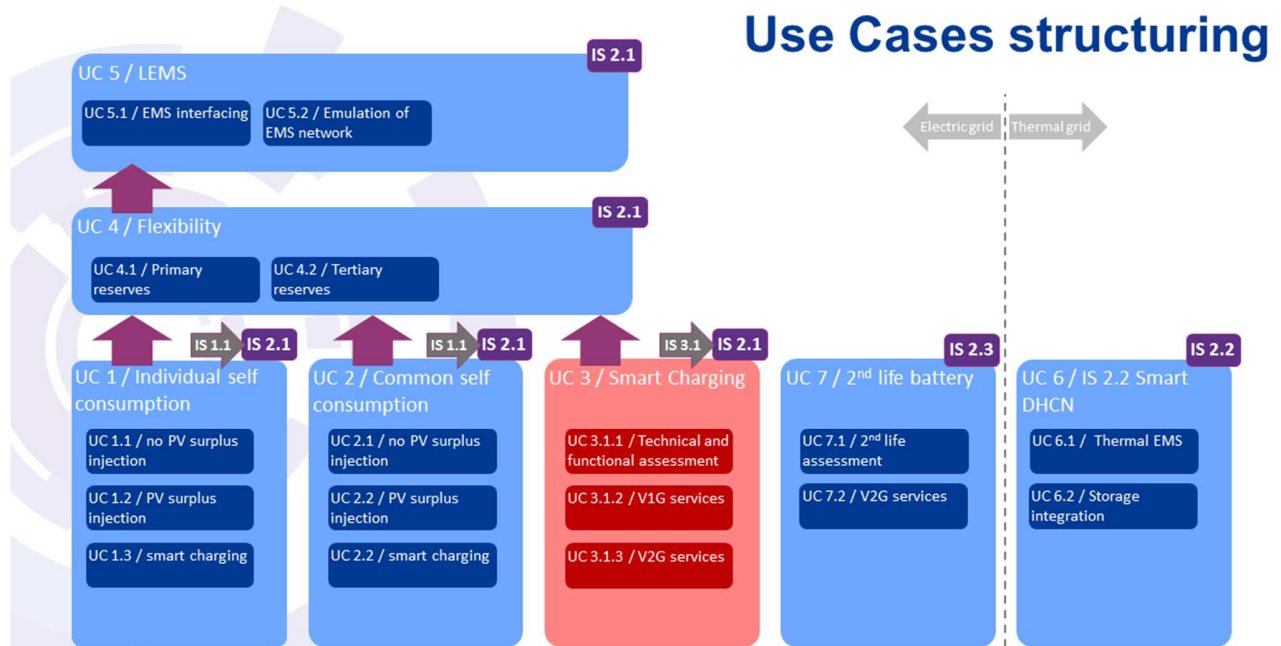 Use Cases structuring
IS 2.1
UC 5 / LEMS
UC 5.1 / EMS interfacing
UC 5.2 / Emulation of
EMS network
Electric grid
Thermal grid
IS 2.1
UC 4 / Flexibility
UC 4.1 / Primary
reserves
UC 4.2 / Tertiary
reserves
IS 1.1
IS 2.1
UC 1 / Individual self
consumption
UC 1.1 / no PV surplus
injection
UC 1.2 / PV surplus
injection
UC 1.3 / smart charging
IS 1.1
IS 2.1
UC 2 / Common self
consumption
UC 2.1 / no PV surplus
injection
UC 2.2 / PV surplus
injection
UC 2.2 / smart charging
IS 3.1
IS 2.1
UC 3 / Smart Charging
UC 3.1.1 / Technical and
functional assessment
UC 3.1.2 / V1G services
UC 3.1.3 / V2G services
IS 2.3
UC 7 / 2nd life battery
UC 7.1 / 2nd life
assessment
UC 7.2 / V2G services
IS 2.2
UC 6 / IS 2.2 Smart
DHCN
UC 6.1 / Thermal EMS
UC 6.2 / Storage
integration